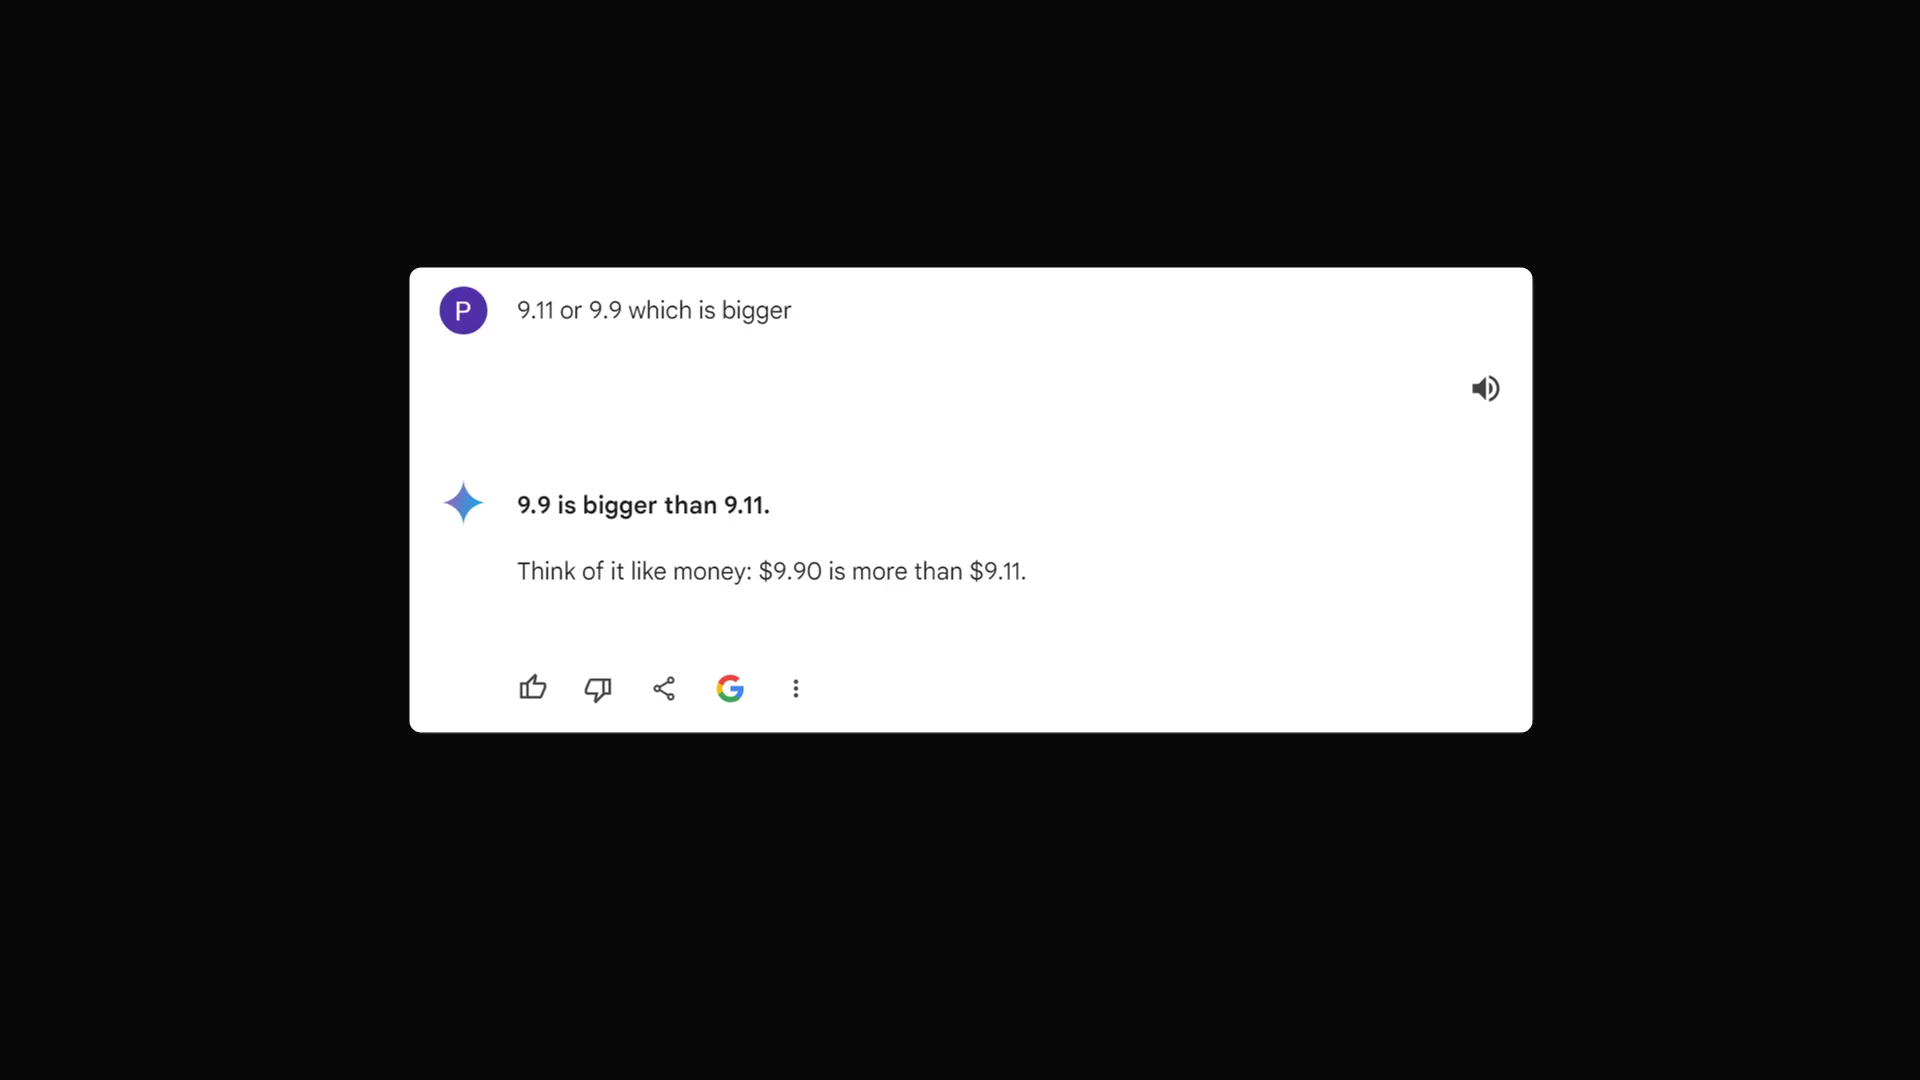 P
9.11 or 9.9 which is bigger
9.9 is bigger than 9.11.
Think of it like money: $9.90 is more than $9.11.
G